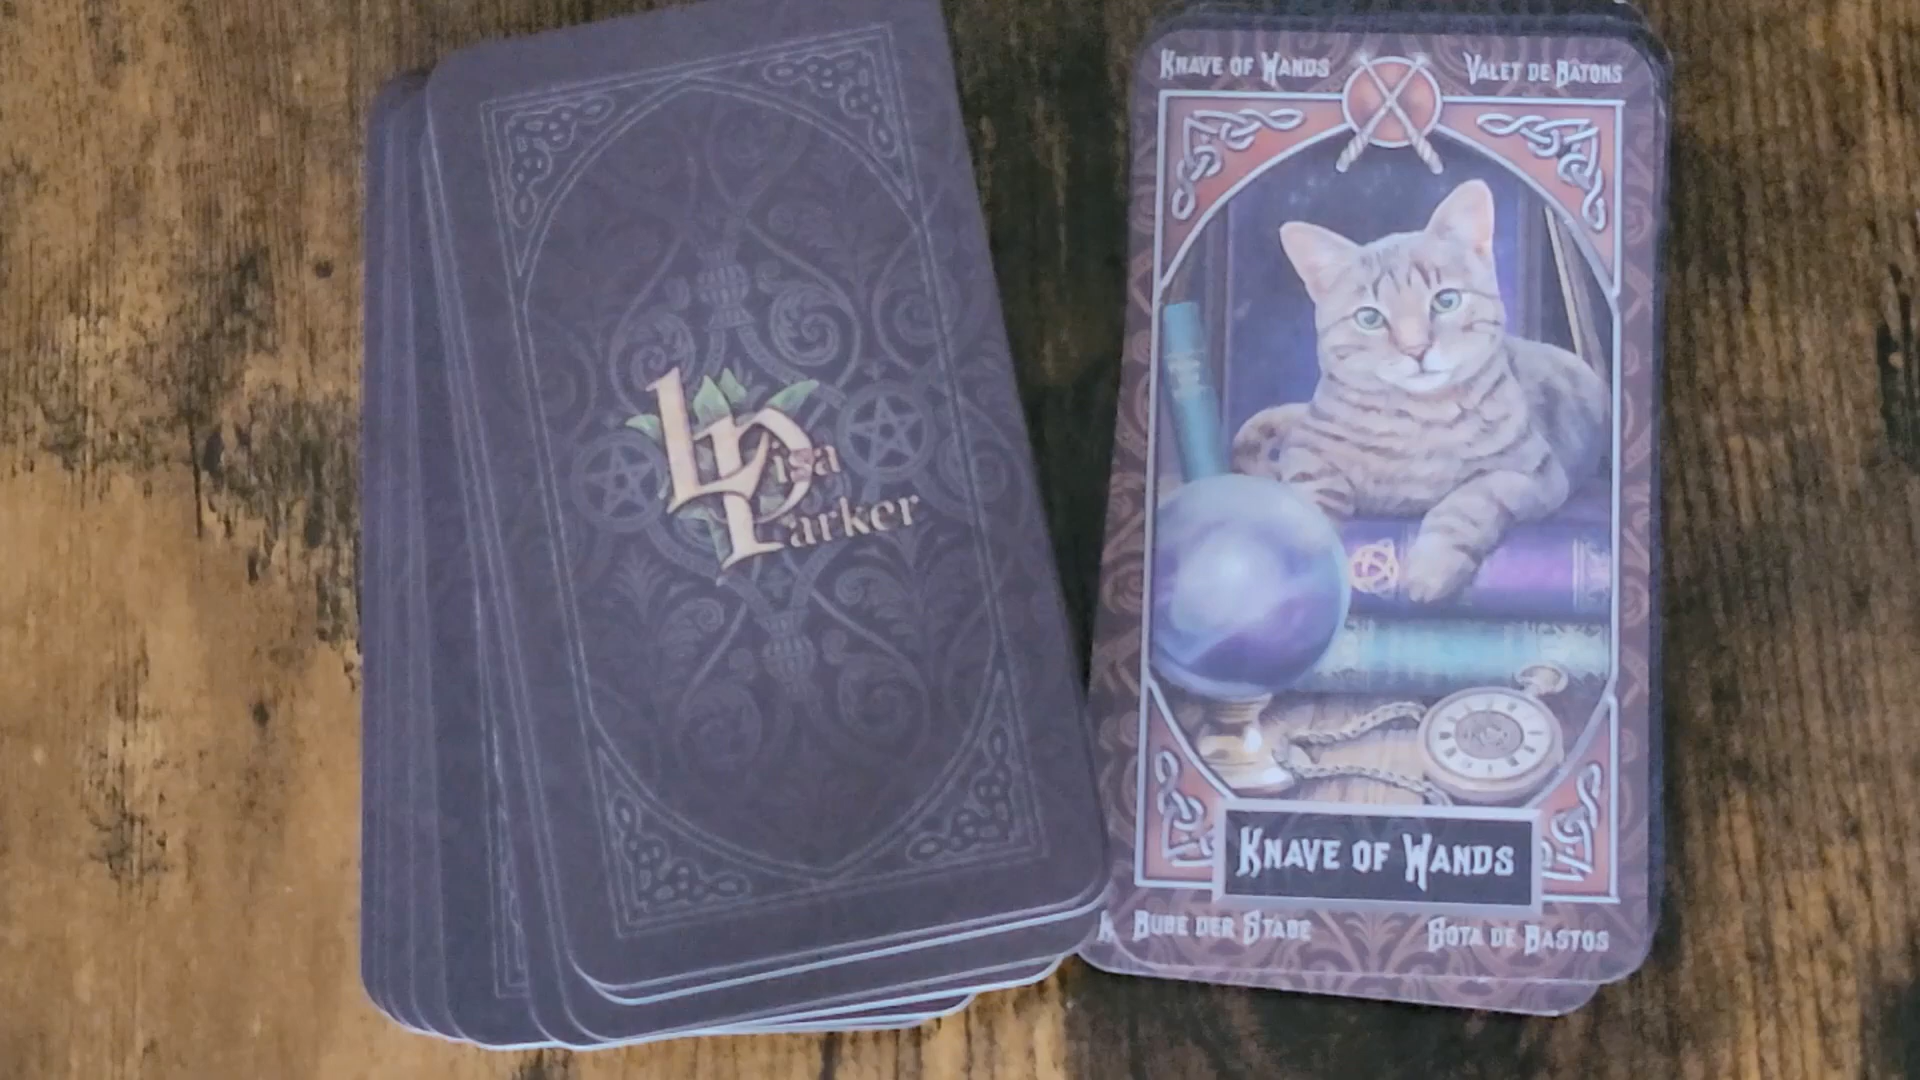 Lisa
Parker
KNAVE OF WANDS
VALET DE BÂTONS
KNAVE OF WANDS
BUBE DER STÄBE
SOTA DE BASTOS